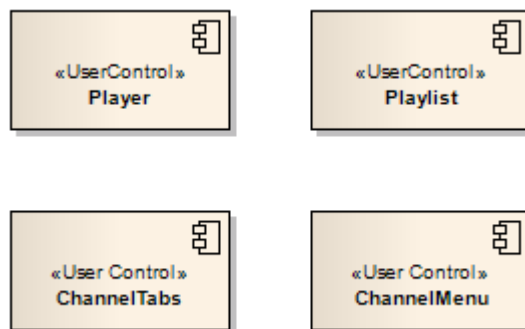 «UserControl»
Player
«UserControl»
Playlist
«User Control»
ChannelTabs
«User Control»
ChannelMenu